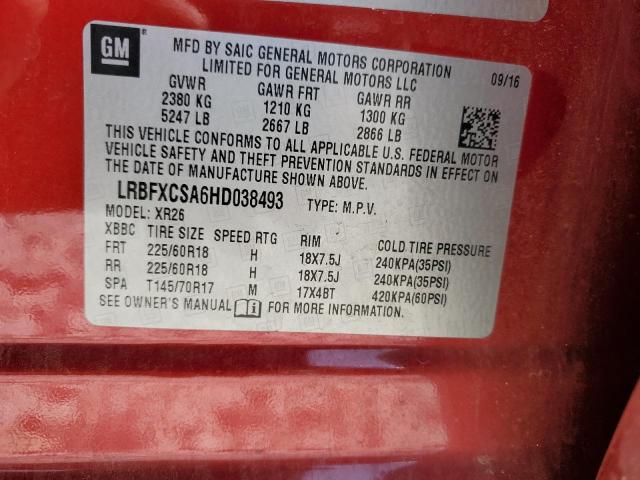 GM
MFD BY SAIC GENERAL MOTORS CORPORATION
LIMITED FOR GENERAL MOTORS LLC
09/16
GVWR GAWR FRT GAWR RR
2380 KG 1210 KG 1300 KG
5247 LB 2667 LB 2866 LB
THIS VEHICLE CONFORMS TO ALL APPLICABLE U.S. FEDERAL MOTOR
VEHICLE SAFETY AND THEFT PREVENTION STANDARDS IN EFFECT ON
THE DATE OF MANUFACTURE SHOWN ABOVE.
LRBFXCSA6HD038493 TYPE: M.P.V.
MODEL: XR26
XBBC TIRE SIZE SPEED RTG RIM COLD TIRE PRESSURE
FRT 225/60R18 H 18X7.5J 240KPA(35PSI)
RR 225/60R18 H 18X7.5J 240KPA(35PSI)
SPA T145/70R17 M 17X4BT 420KPA(60PSI)
SEE OWNER'S MANUAL FOR MORE INFORMATION.